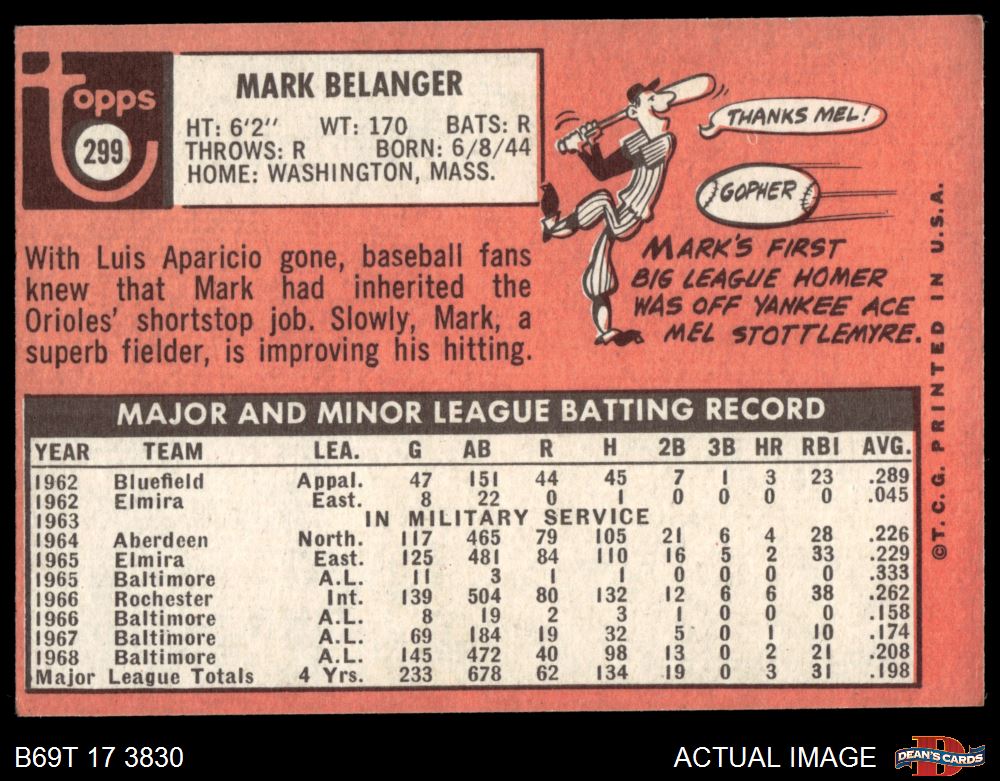 topps
299
MARK BELANGER
HT: 6'2" WT: 170 BATS: R
THROWS: R BORN: 6/8/44
HOME: WASHINGTON, MASS.
THANKS MEL!
GOPHER
MARK'S FIRST
BIG LEAGUE HOMER
WAS OFF YANKEE ACE
MEL STOTTLEMYRE.
With Luis Aparicio gone, baseball fans
knew that Mark had inherited the
Orioles' shortstop job. Slowly, Mark, a
superb fielder, is improving his hitting.
©T.C.G. PRINTED IN U.S.A.
MAJOR AND MINOR LEAGUE BATTING RECORD
YEAR TEAM LEA. G AB R H 2B 3B HR RBI AVG.
1962 Bluefield Appal. 47 151 44 45 7 1 3 23 .289
1962 Elmira East. 8 22 0 1 0 0 0 0 .045
1963 IN MILITARY SERVICE
1964 Aberdeen North. 117 465 79 105 21 6 4 28 .226
1965 Elmira East. 125 481 84 110 16 5 2 33 .229
1965 Baltimore A.L. 11 3 1 1 0 0 0 0 .333
1966 Rochester Int. 139 504 80 132 12 6 6 38 .262
1966 Baltimore A.L. 8 19 2 3 1 0 0 0 .158
1967 Baltimore A.L. 69 184 19 32 5 0 1 10 .174
1968 Baltimore A.L. 145 472 40 98 13 0 2 21 .208
Major League Totals 4 Yrs. 233 678 62 134 19 0 3 31 .198
B69T 17 3830
ACTUAL IMAGE
DEAN'S CARDS